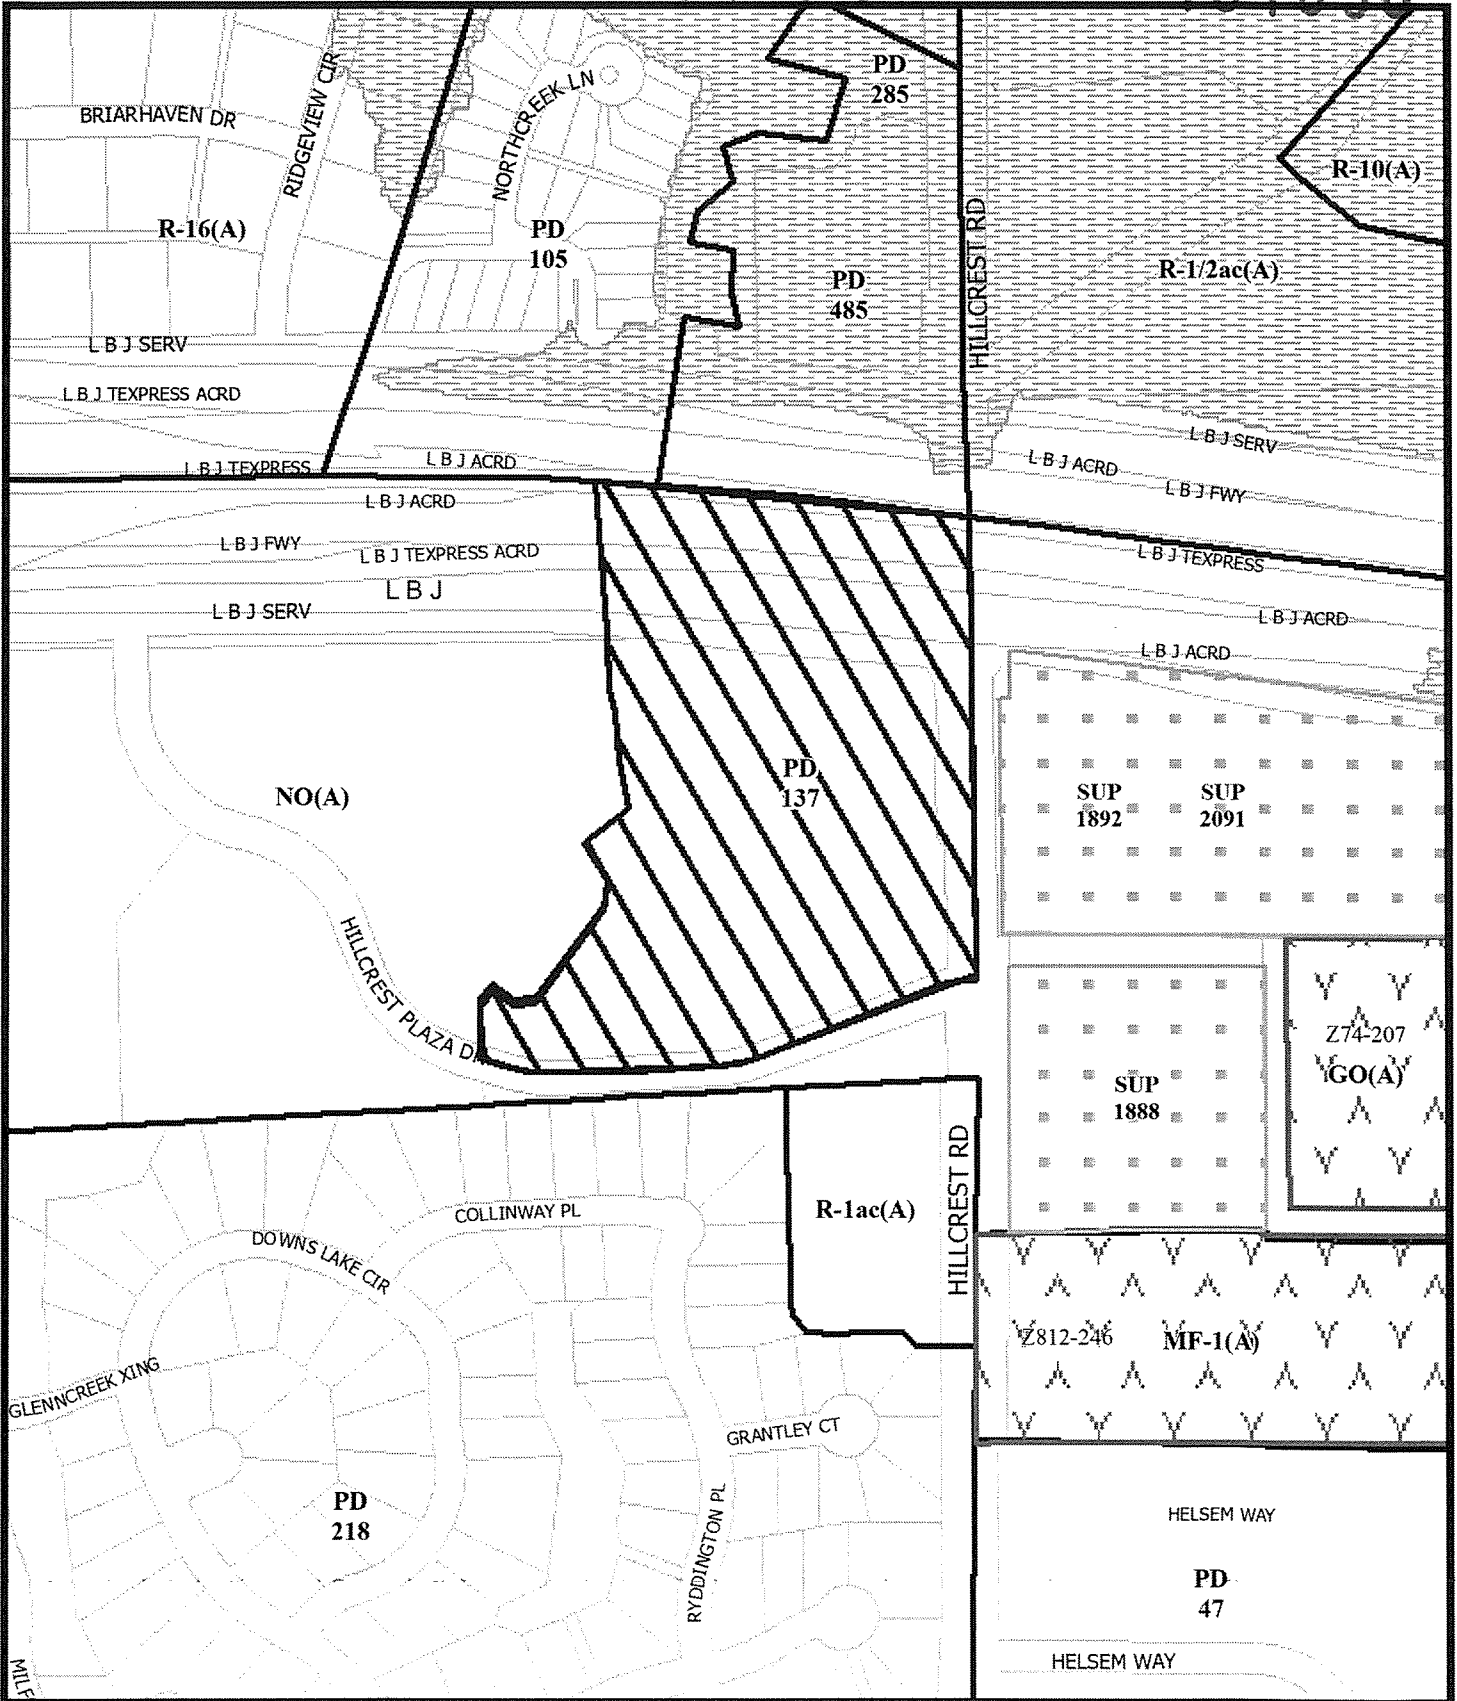 PD
285
BRIARHAVEN DR
RIDGEVIEW CIR
NORTHCREEK LN
R-10(A)
R-16(A)
PD
105
HILLCREST RD
R-1/2ac(A)
PD
485
L B J SERV
L B J TEXPRESS ACRD
L B J SERV
L B J TEXPRESS
L B J ACRD
L B J ACRD
L B J FWY
L B J ACRD
L B J FWY
L B J TEXPRESS ACRD
L B J TEXPRESS
L B J
L B J SERV
L B J ACRD
L B J ACRD
NO(A)
PD
137
SUP
1892
SUP
2091
HILLCREST PLAZA DR
Z74-207
GO(A)
SUP
1888
R-1ac(A)
HILLCREST RD
COLLINWAY PL
DOWNS LAKE CIR
Z812-246
MF-1(A)
GLENNCREEK XING
GRANTLEY CT
PD
218
RYDDINGTON PL
HELSEM WAY
PD
47
HELSEM WAY
MILF